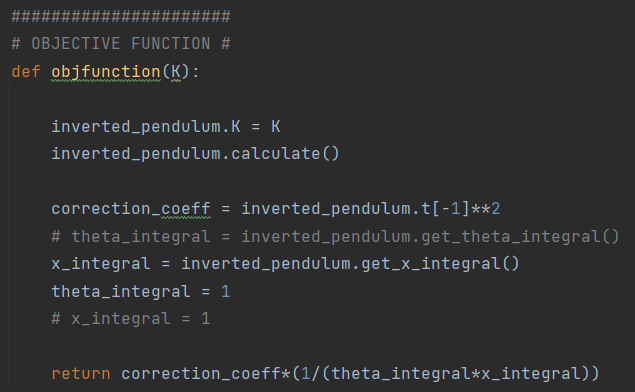 ######################
# OBJECTIVE FUNCTION #
def objfunction(K):
inverted_pendulum.K = K
inverted_pendulum.calculate()
correction_coeff = inverted_pendulum.t[-1]**2
# theta_integral = inverted_pendulum.get_theta_integral()
x_integral = inverted_pendulum.get_x_integral()
theta_integral = 1
# x_integral = 1
return correction_coeff*(1/(theta_integral*x_integral))